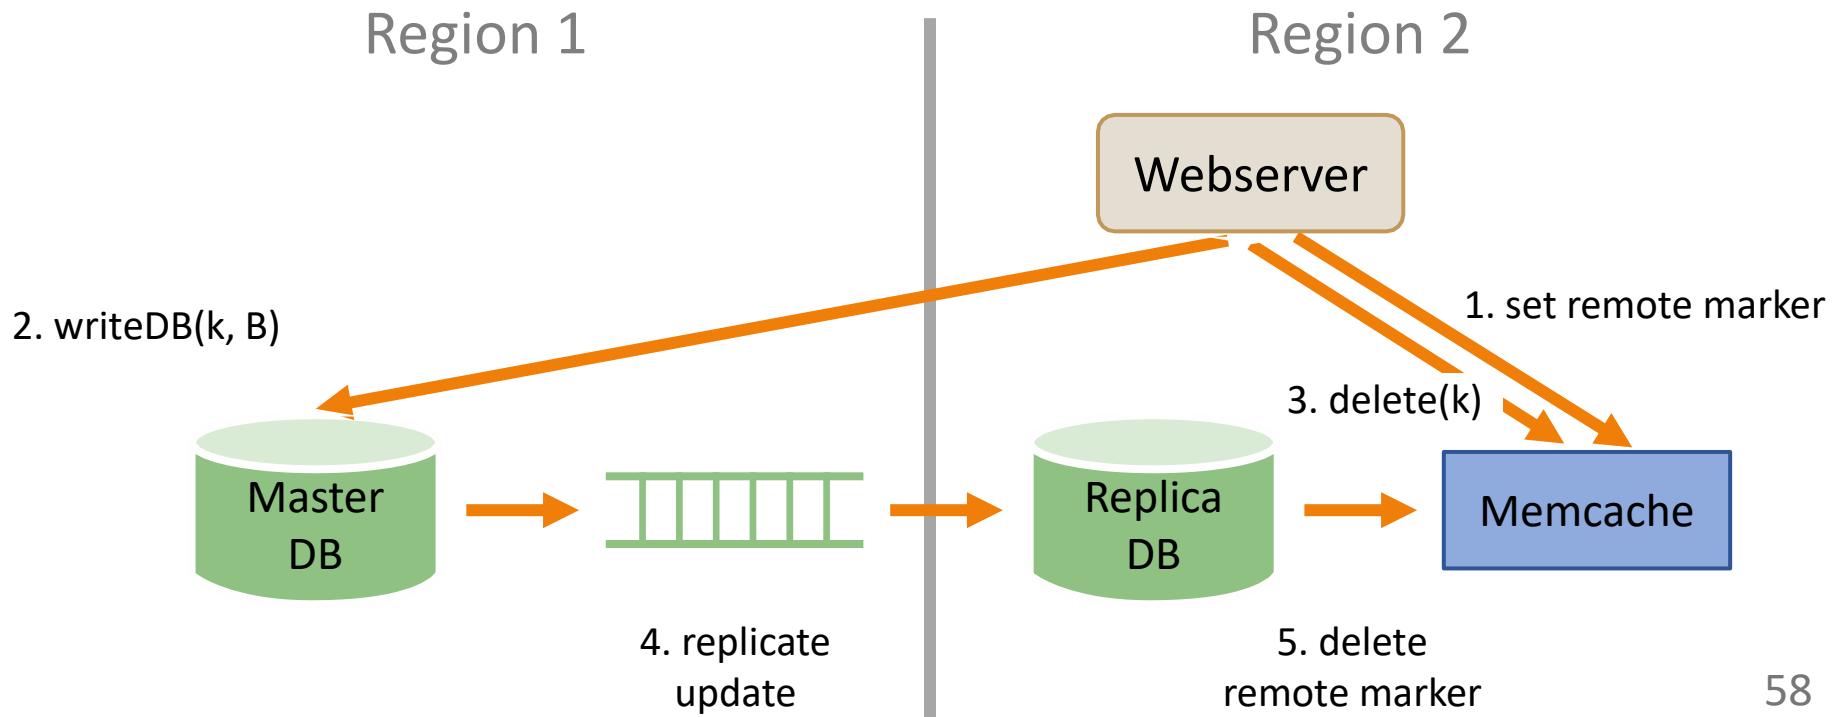 Region 1
Region 2
Webserver
1. set remote marker
2. writeDB(k, B)
3. delete(k)
Master
DB
Replica
DB
Memcache
4. replicate
update
5. delete
remote marker
58